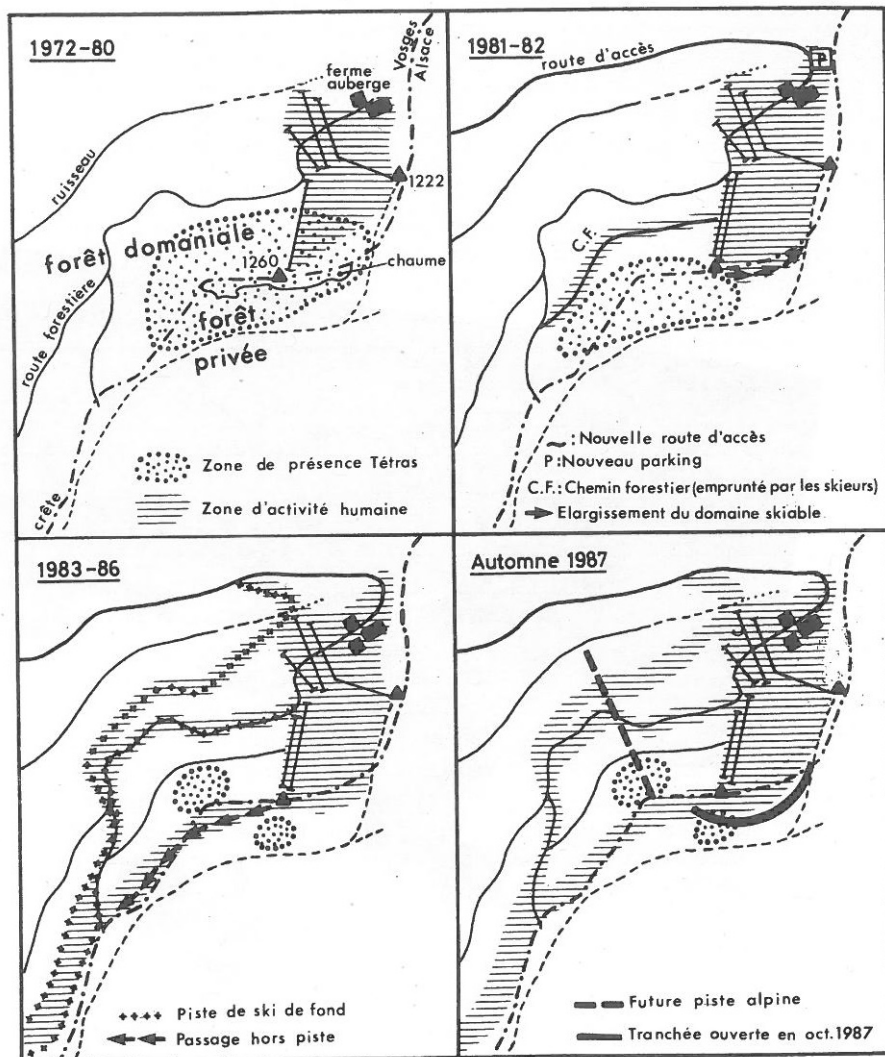 1972-80
ferme
auberge
Vosges
Alsace
ruisseau
1222
forêt domaniale
1260
chaume
forêt
privée
route forestière
crête
Zone de présence Tétras
Zone d'activité humaine
1981-82
route d'accès
P
C.F.
: Nouvelle route d'accès
P:Nouveau parking
C.F.: Chemin forestier (emprunté par les skieurs)
Elargissement du domaine skiable
1983-86
Piste de ski de fond
Passage hors piste
Automne 1987
Future piste alpine
Tranchée ouverte en oct.1987